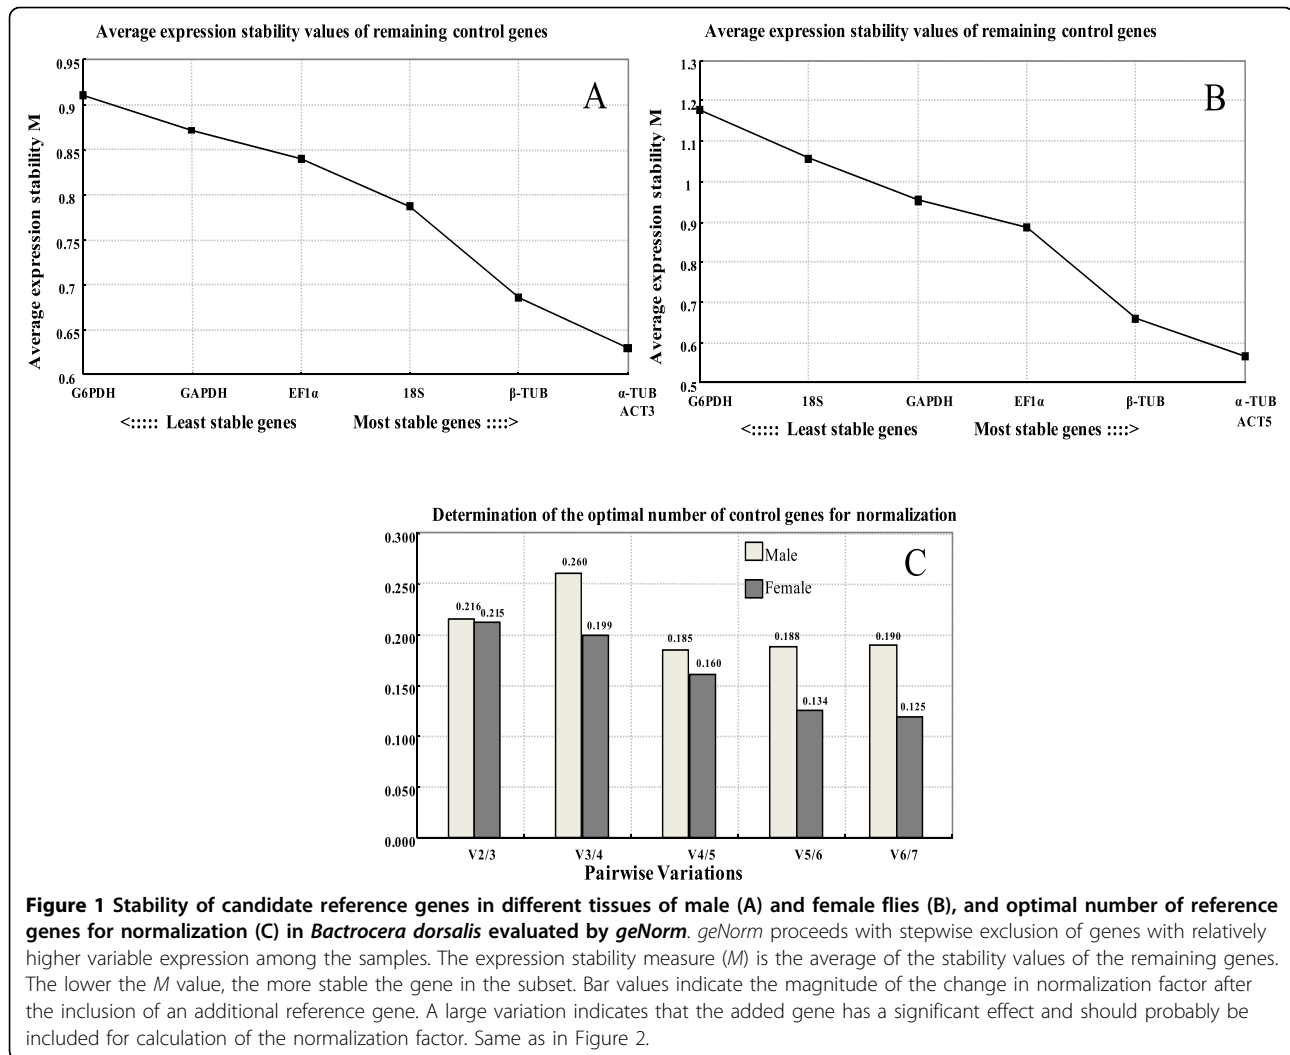 Average expression stability values of remaining control genes
A
Average expression stability M
0.95
0.9
0.85
0.8
0.75
0.7
0.65
0.6
G6PDH GAPDH EF1α 18S β-TUB α-TUB
ACT3
<::::: Least stable genes Most stable genes ::::>
Average expression stability values of remaining control genes
B
Average expression stability M
1.3
1.2
1.1
1
0.9
0.8
0.7
0.6
0.5
G6PDH 18S GAPDH EF1α β-TUB α-TUB
ACT5
<::::: Least stable genes Most stable genes ::::>
Determination of the optimal number of control genes for normalization
C
Male
Female
0.300
0.250
0.200
0.150
0.100
0.050
0.000
0.216 0.215
0.260 0.199
0.185 0.160
0.188 0.134
0.190 0.125
V2/3 V3/4 V4/5 V5/6 V6/7
Pairwise Variations
Figure 1 Stability of candidate reference genes in different tissues of male (A) and female flies (B), and optimal number of reference
genes for normalization (C) in Bactrocera dorsalis evaluated by geNorm. geNorm proceeds with stepwise exclusion of genes with relatively
higher variable expression among the samples. The expression stability measure (M) is the average of the stability values of the remaining genes.
The lower the M value, the more stable the gene in the subset. Bar values indicate the magnitude of the change in normalization factor after
the inclusion of an additional reference gene. A large variation indicates that the added gene has a significant effect and should probably be
included for calculation of the normalization factor. Same as in Figure 2.